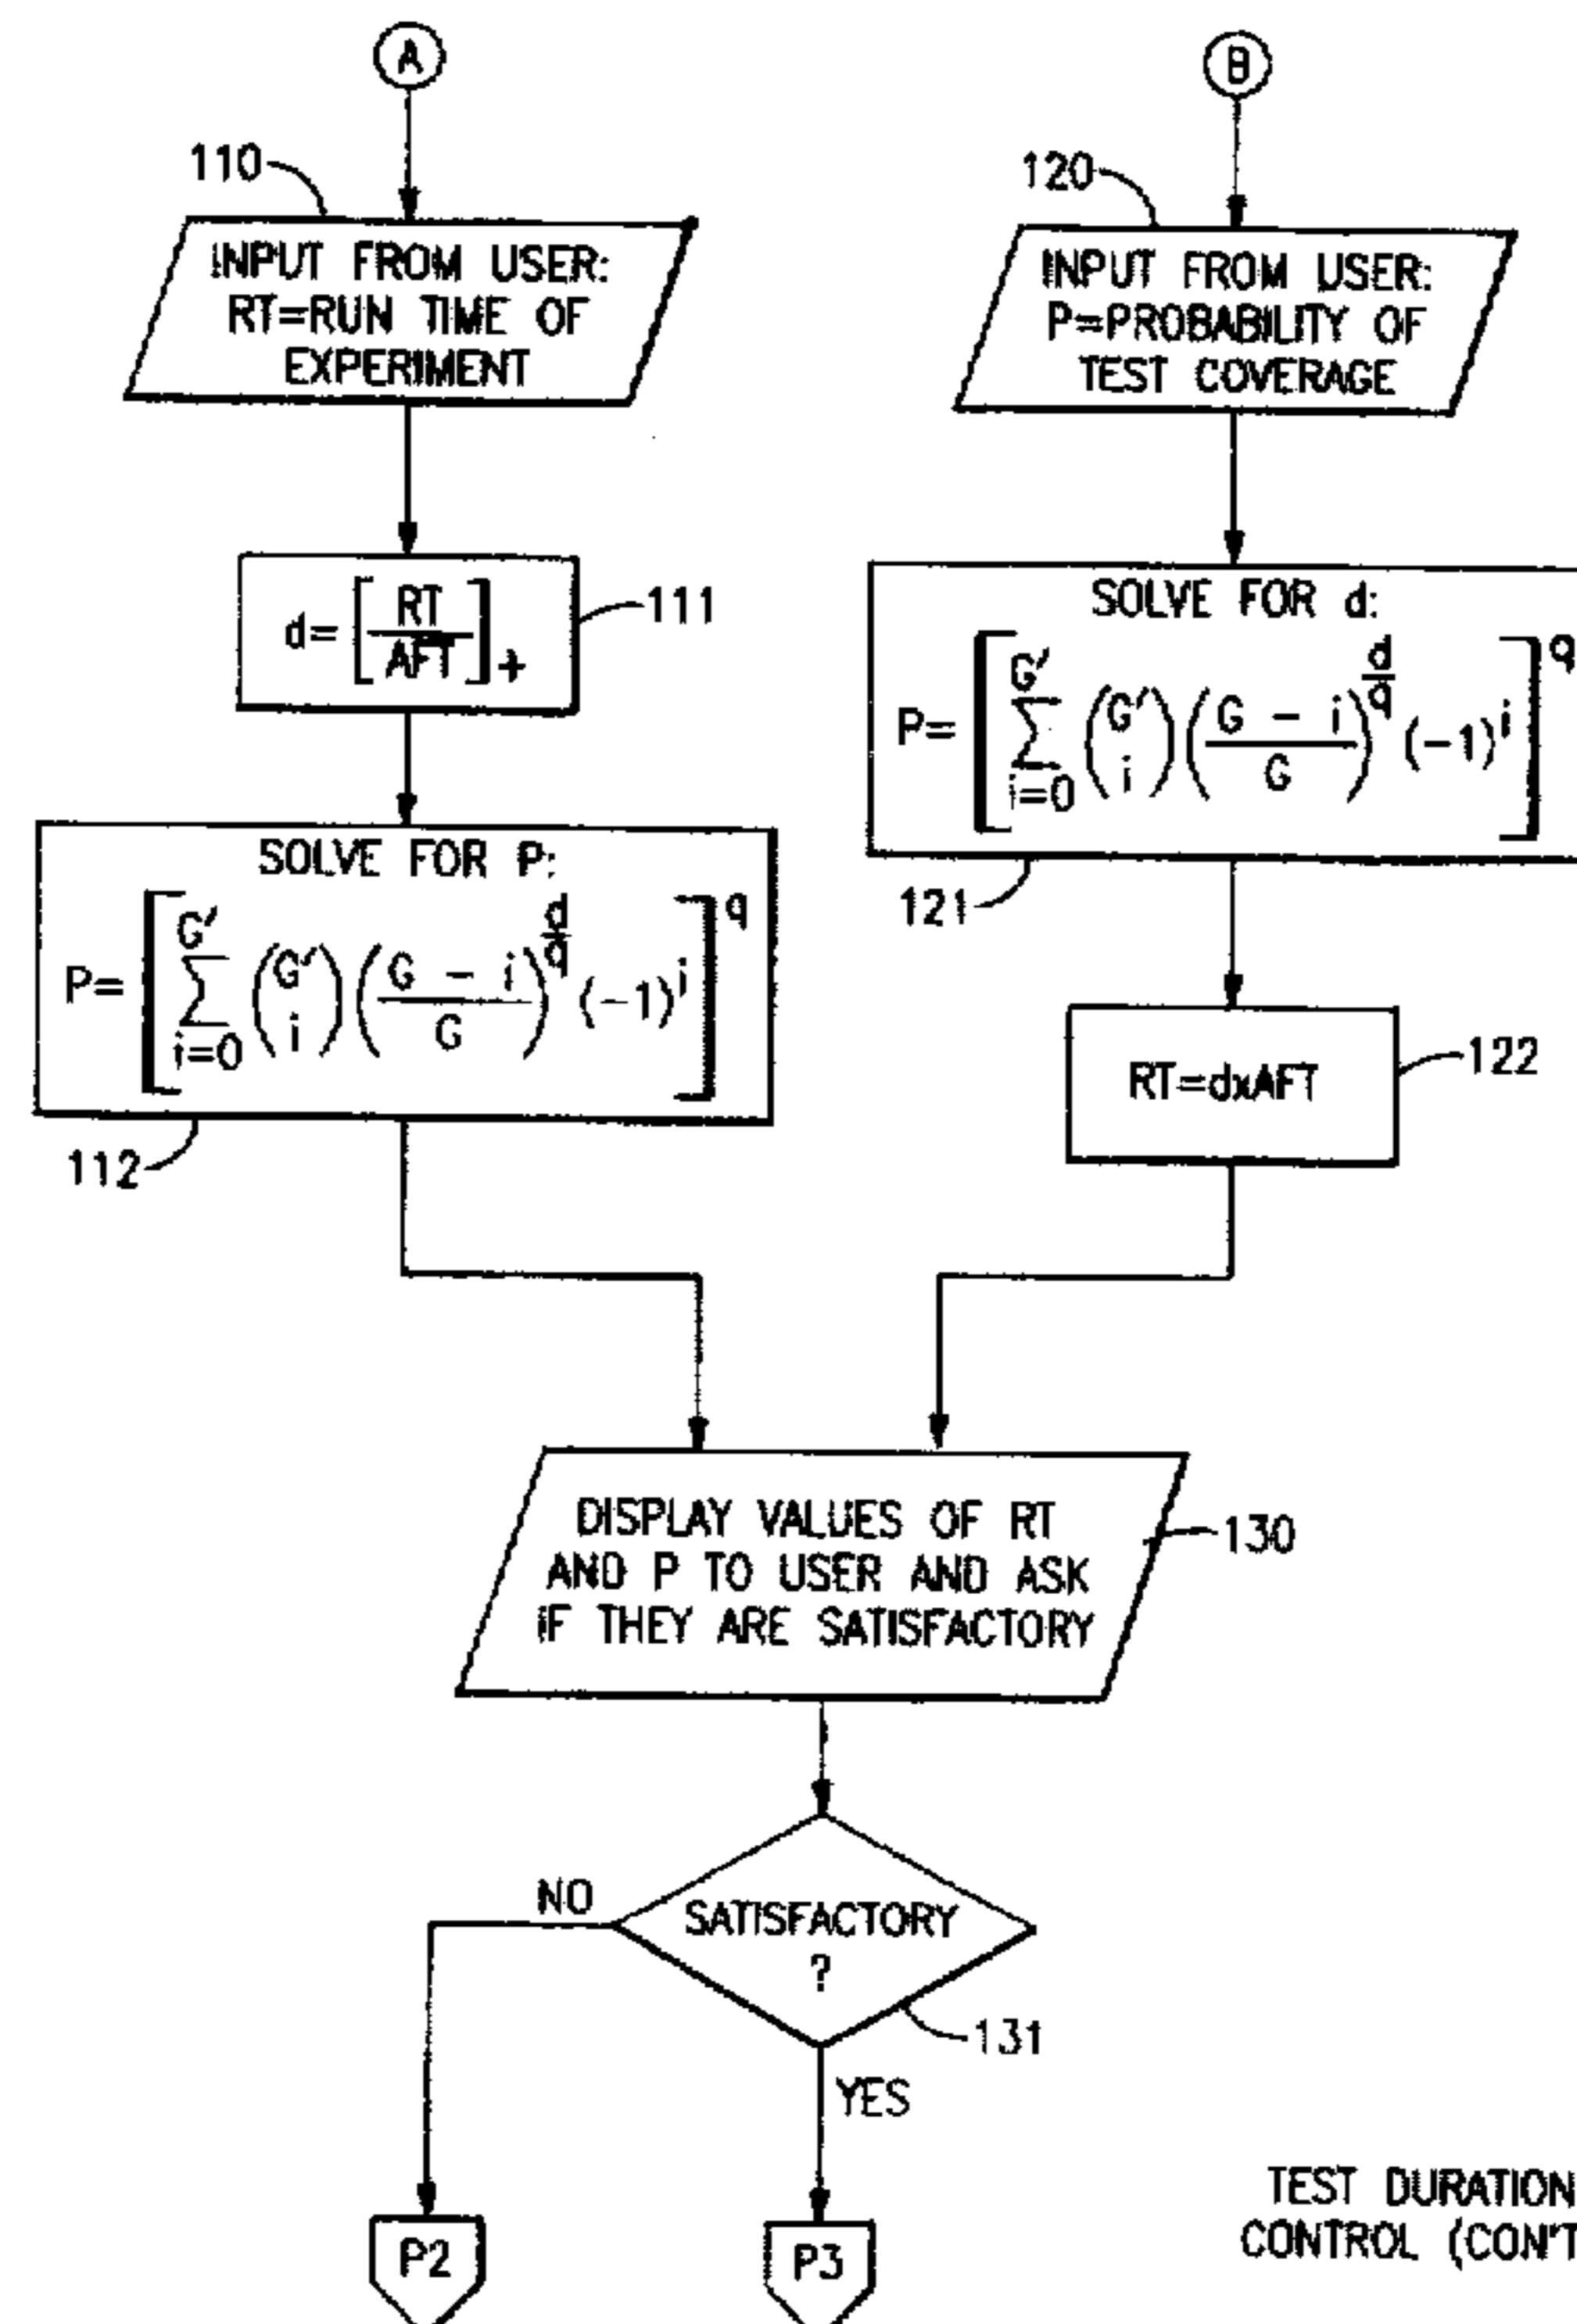 A
110
INPUT FROM USER:
RT=RUN TIME OF
EXPERIMENT
d= [ RT / AFT ] +
111
SOLVE FOR P:
P= [ G′ Σ i=0 ( G′ i ) ( G - i / G ) d/q (-1) i ] q
112
B
120
INPUT FROM USER:
P=PROBABILITY OF
TEST COVERAGE
SOLVE FOR d:
P= [ G′ Σ i=0 ( G′ i ) ( G - i / G ) d/q (-1) i ] q
121
RT=dxAFT
122
DISPLAY VALUES OF RT
AND P TO USER AND ASK
IF THEY ARE SATISFACTORY
130
SATISFACTORY
?
131
NO
YES
P2
P3
TEST DURATION
CONTROL (CON'T